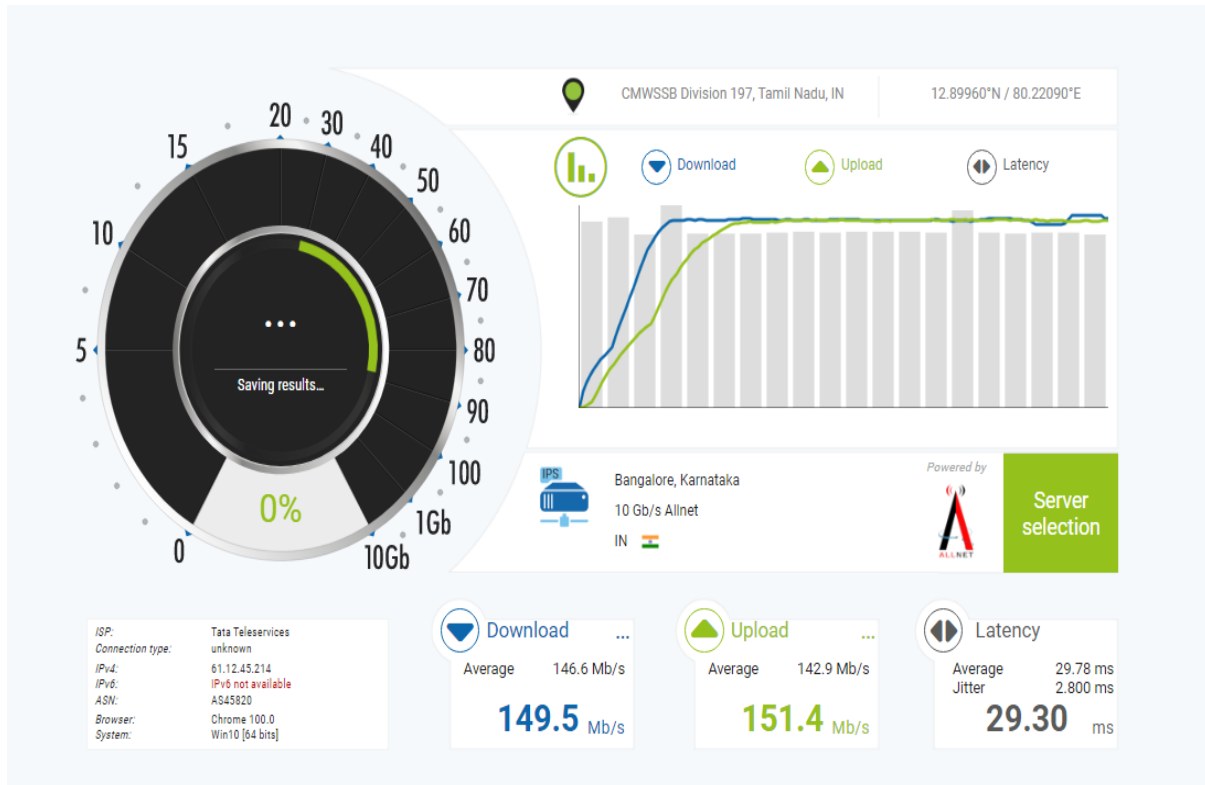 CMWSSB Division 197, Tamil Nadu, IN
12.89960°N / 80.22090°E
Download
Upload
Latency
0
5
10
15
20
30
40
50
60
70
80
90
100
1Gb
10Gb
...
Saving results...
0%
IPS
Bangalore, Karnataka
10 Gb/s Allnet
IN
Powered by
ALLNET
Server
selection
ISP: Tata Teleservices
Connection type: unknown
IPv4: 61.12.45.214
IPv6: IPv6 not available
ASN: AS45820
Browser: Chrome 100.0
System: Win10 [64 bits]
Download ...
Average 146.6 Mb/s
149.5 Mb/s
Upload ...
Average 142.9 Mb/s
151.4 Mb/s
Latency
Average 29.78 ms
Jitter 2.800 ms
29.30 ms